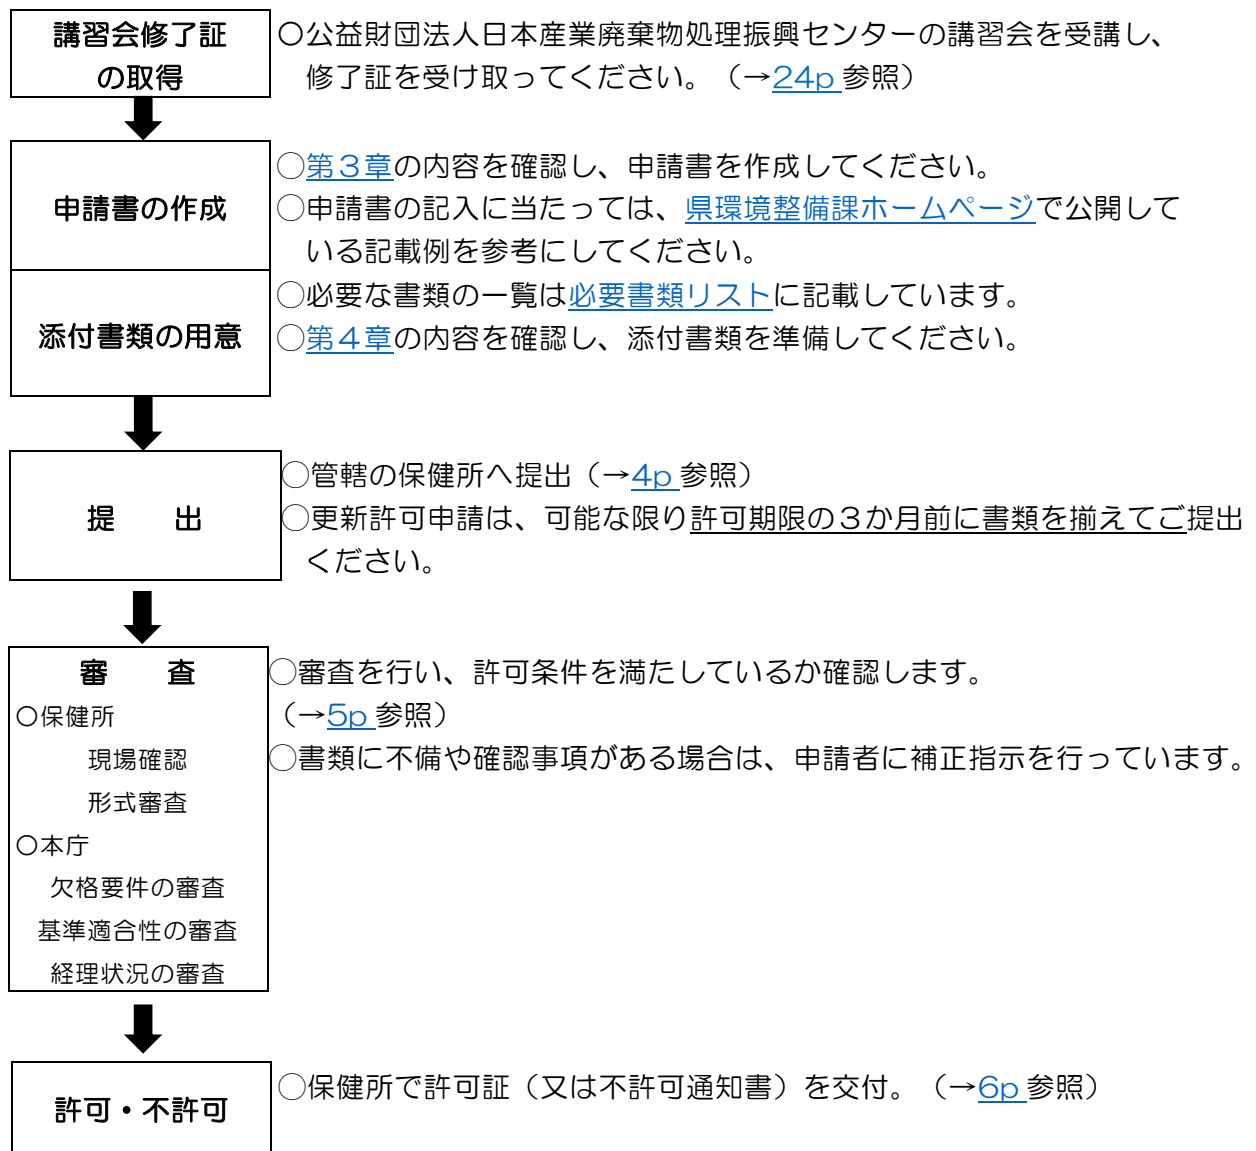 講習会修了証
の取得
〇公益財団法人日本産業廃棄物処理振興センターの講習会を受講し、
修了証を受け取ってください。（→24p 参照）
申請書の作成
◯第３章の内容を確認し、申請書を作成してください。
◯申請書の記入に当たっては、県環境整備課ホームページで公開して
いる記載例を参考にしてください。
添付書類の用意
◯必要な書類の一覧は必要書類リストに記載しています。
◯第４章の内容を確認し、添付書類を準備してください。
提　出
◯管轄の保健所へ提出（→4p 参照）
◯更新許可申請は、可能な限り許可期限の３か月前に書類を揃えてご提出
ください。
審　査
〇保健所
現場確認
形式審査
〇本庁
欠格要件の審査
基準適合性の審査
経理状況の審査
◯審査を行い、許可条件を満たしているか確認します。
（→5p 参照）
◯書類に不備や確認事項がある場合は、申請者に補正指示を行っています。
許可・不許可
◯保健所で許可証（又は不許可通知書）を交付。（→6p 参照）